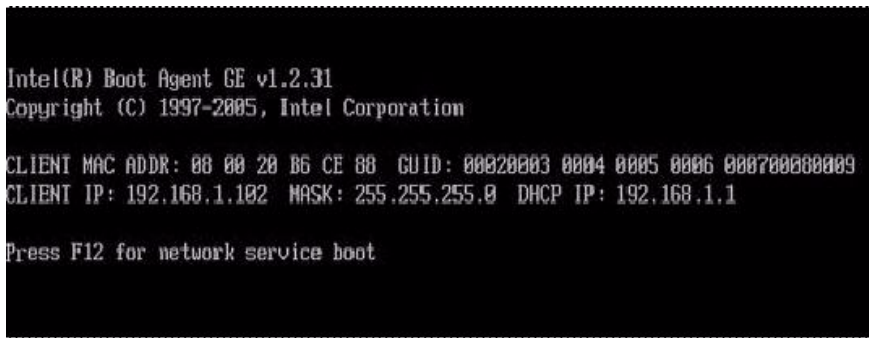 Intel(R) Boot Agent GE v1.2.31
Copyright (C) 1997-2005, Intel Corporation
CLIENT MAC ADDR: 08 00 20 B6 CE 88 GUID: 00020003 0004 0005 0006 000700080009
CLIENT IP: 192.168.1.102 MASK: 255.255.255.0 DHCP IP: 192.168.1.1
Press F12 for network service boot